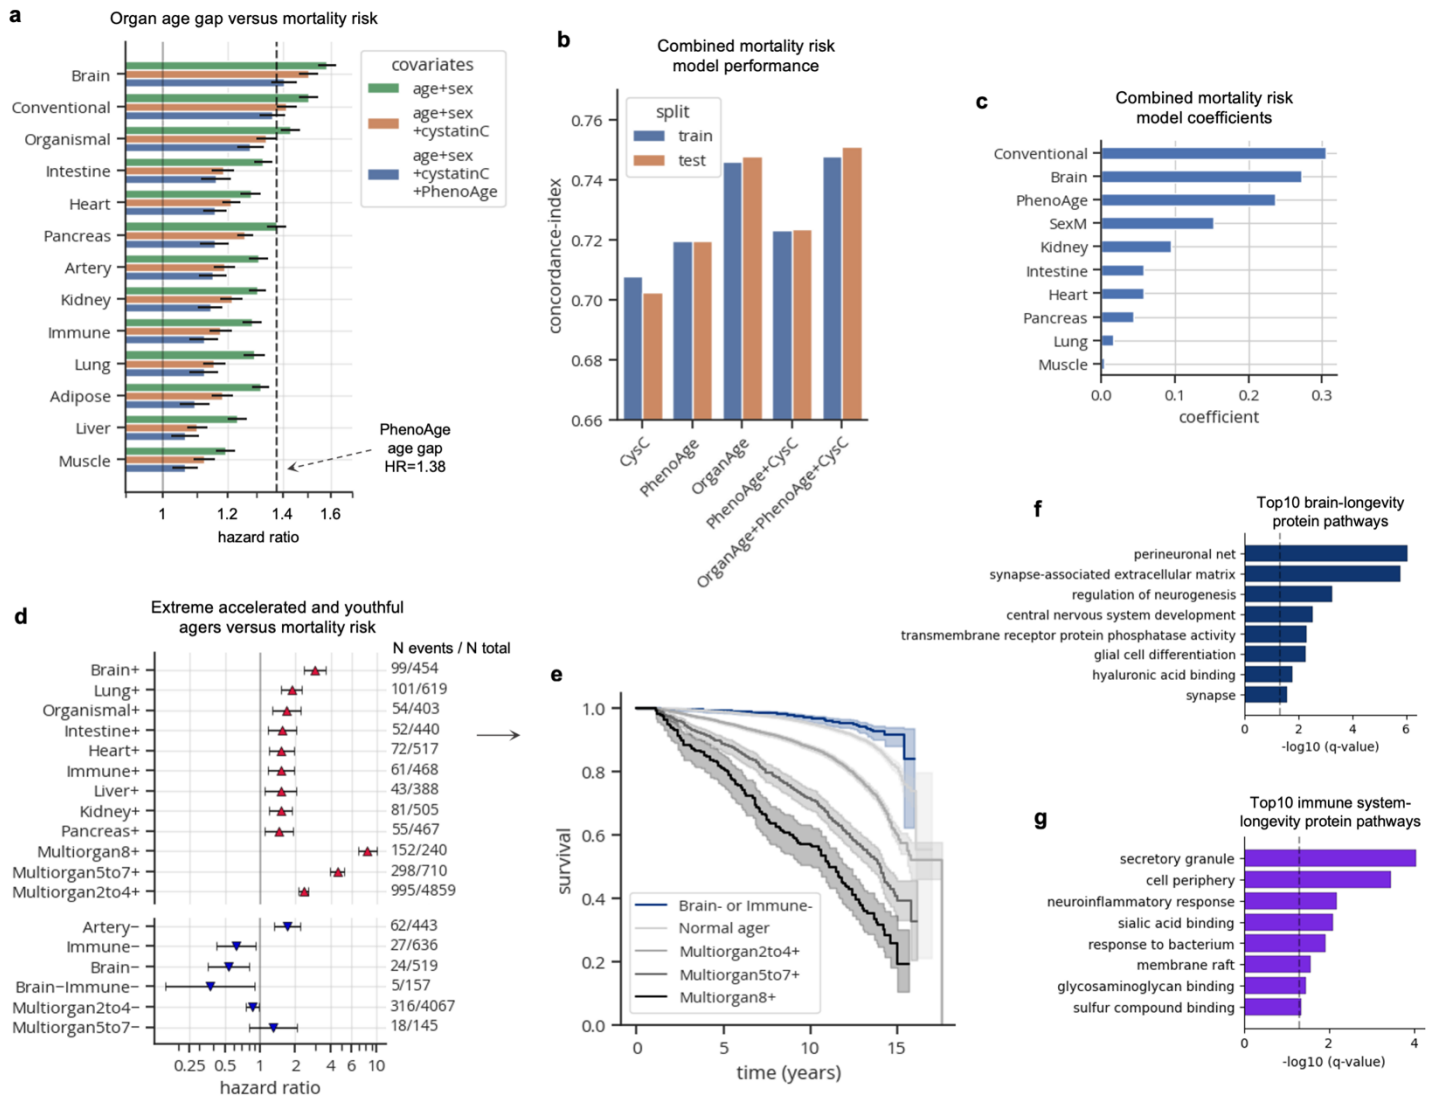 a
Organ age gap versus mortality risk
Brain
Conventional
Organismal
Intestine
Heart
Pancreas
Artery
Kidney
Immune
Lung
Adipose
Liver
Muscle
1
1.2
1.4
1.6
hazard ratio
covariates
age+sex
age+sex
+cystatinC
age+sex
+cystatinC
+PhenoAge
PhenoAge
age gap
HR=1.38
b
Combined mortality risk
model performance
split
train
test
concordance-index
0.76
0.74
0.72
0.70
0.68
0.66
CysC
PhenoAge
OrganAge
PhenoAge+CysC
OrganAge+PhenoAge+CysC
c
Combined mortality risk
model coefficients
Conventional
Brain
PhenoAge
SexM
Kidney
Intestine
Heart
Pancreas
Lung
Muscle
0.0
0.1
0.2
0.3
coefficient
d
Extreme accelerated and youthful
agers versus mortality risk
N events / N total
Brain+
99/454
Lung+
101/619
Organismal+
54/403
Intestine+
52/440
Heart+
72/517
Immune+
61/468
Liver+
43/388
Kidney+
81/505
Pancreas+
55/467
Multiorgan8+
152/240
Multiorgan5to7+
298/710
Multiorgan2to4+
995/4859
Artery−
62/443
Immune−
27/636
Brain−
24/519
Brain−Immune−
5/157
Multiorgan2to4−
316/4067
Multiorgan5to7−
18/145
0.25
0.5
1
2
4
6
10
hazard ratio
e
survival
1.0
0.8
0.6
0.4
0.2
0.0
Brain- or Immune-
Normal ager
Multiorgan2to4+
Multiorgan5to7+
Multiorgan8+
0
5
10
15
time (years)
f
Top10 brain-longevity
protein pathways
perineuronal net
synapse-associated extracellular matrix
regulation of neurogenesis
central nervous system development
transmembrane receptor protein phosphatase activity
glial cell differentiation
hyaluronic acid binding
synapse
0
2
4
6
-log10 (q-value)
g
Top10 immune system-
longevity protein pathways
secretory granule
cell periphery
neuroinflammatory response
sialic acid binding
response to bacterium
membrane raft
glycosaminoglycan binding
sulfur compound binding
0
2
4
-log10 (q-value)